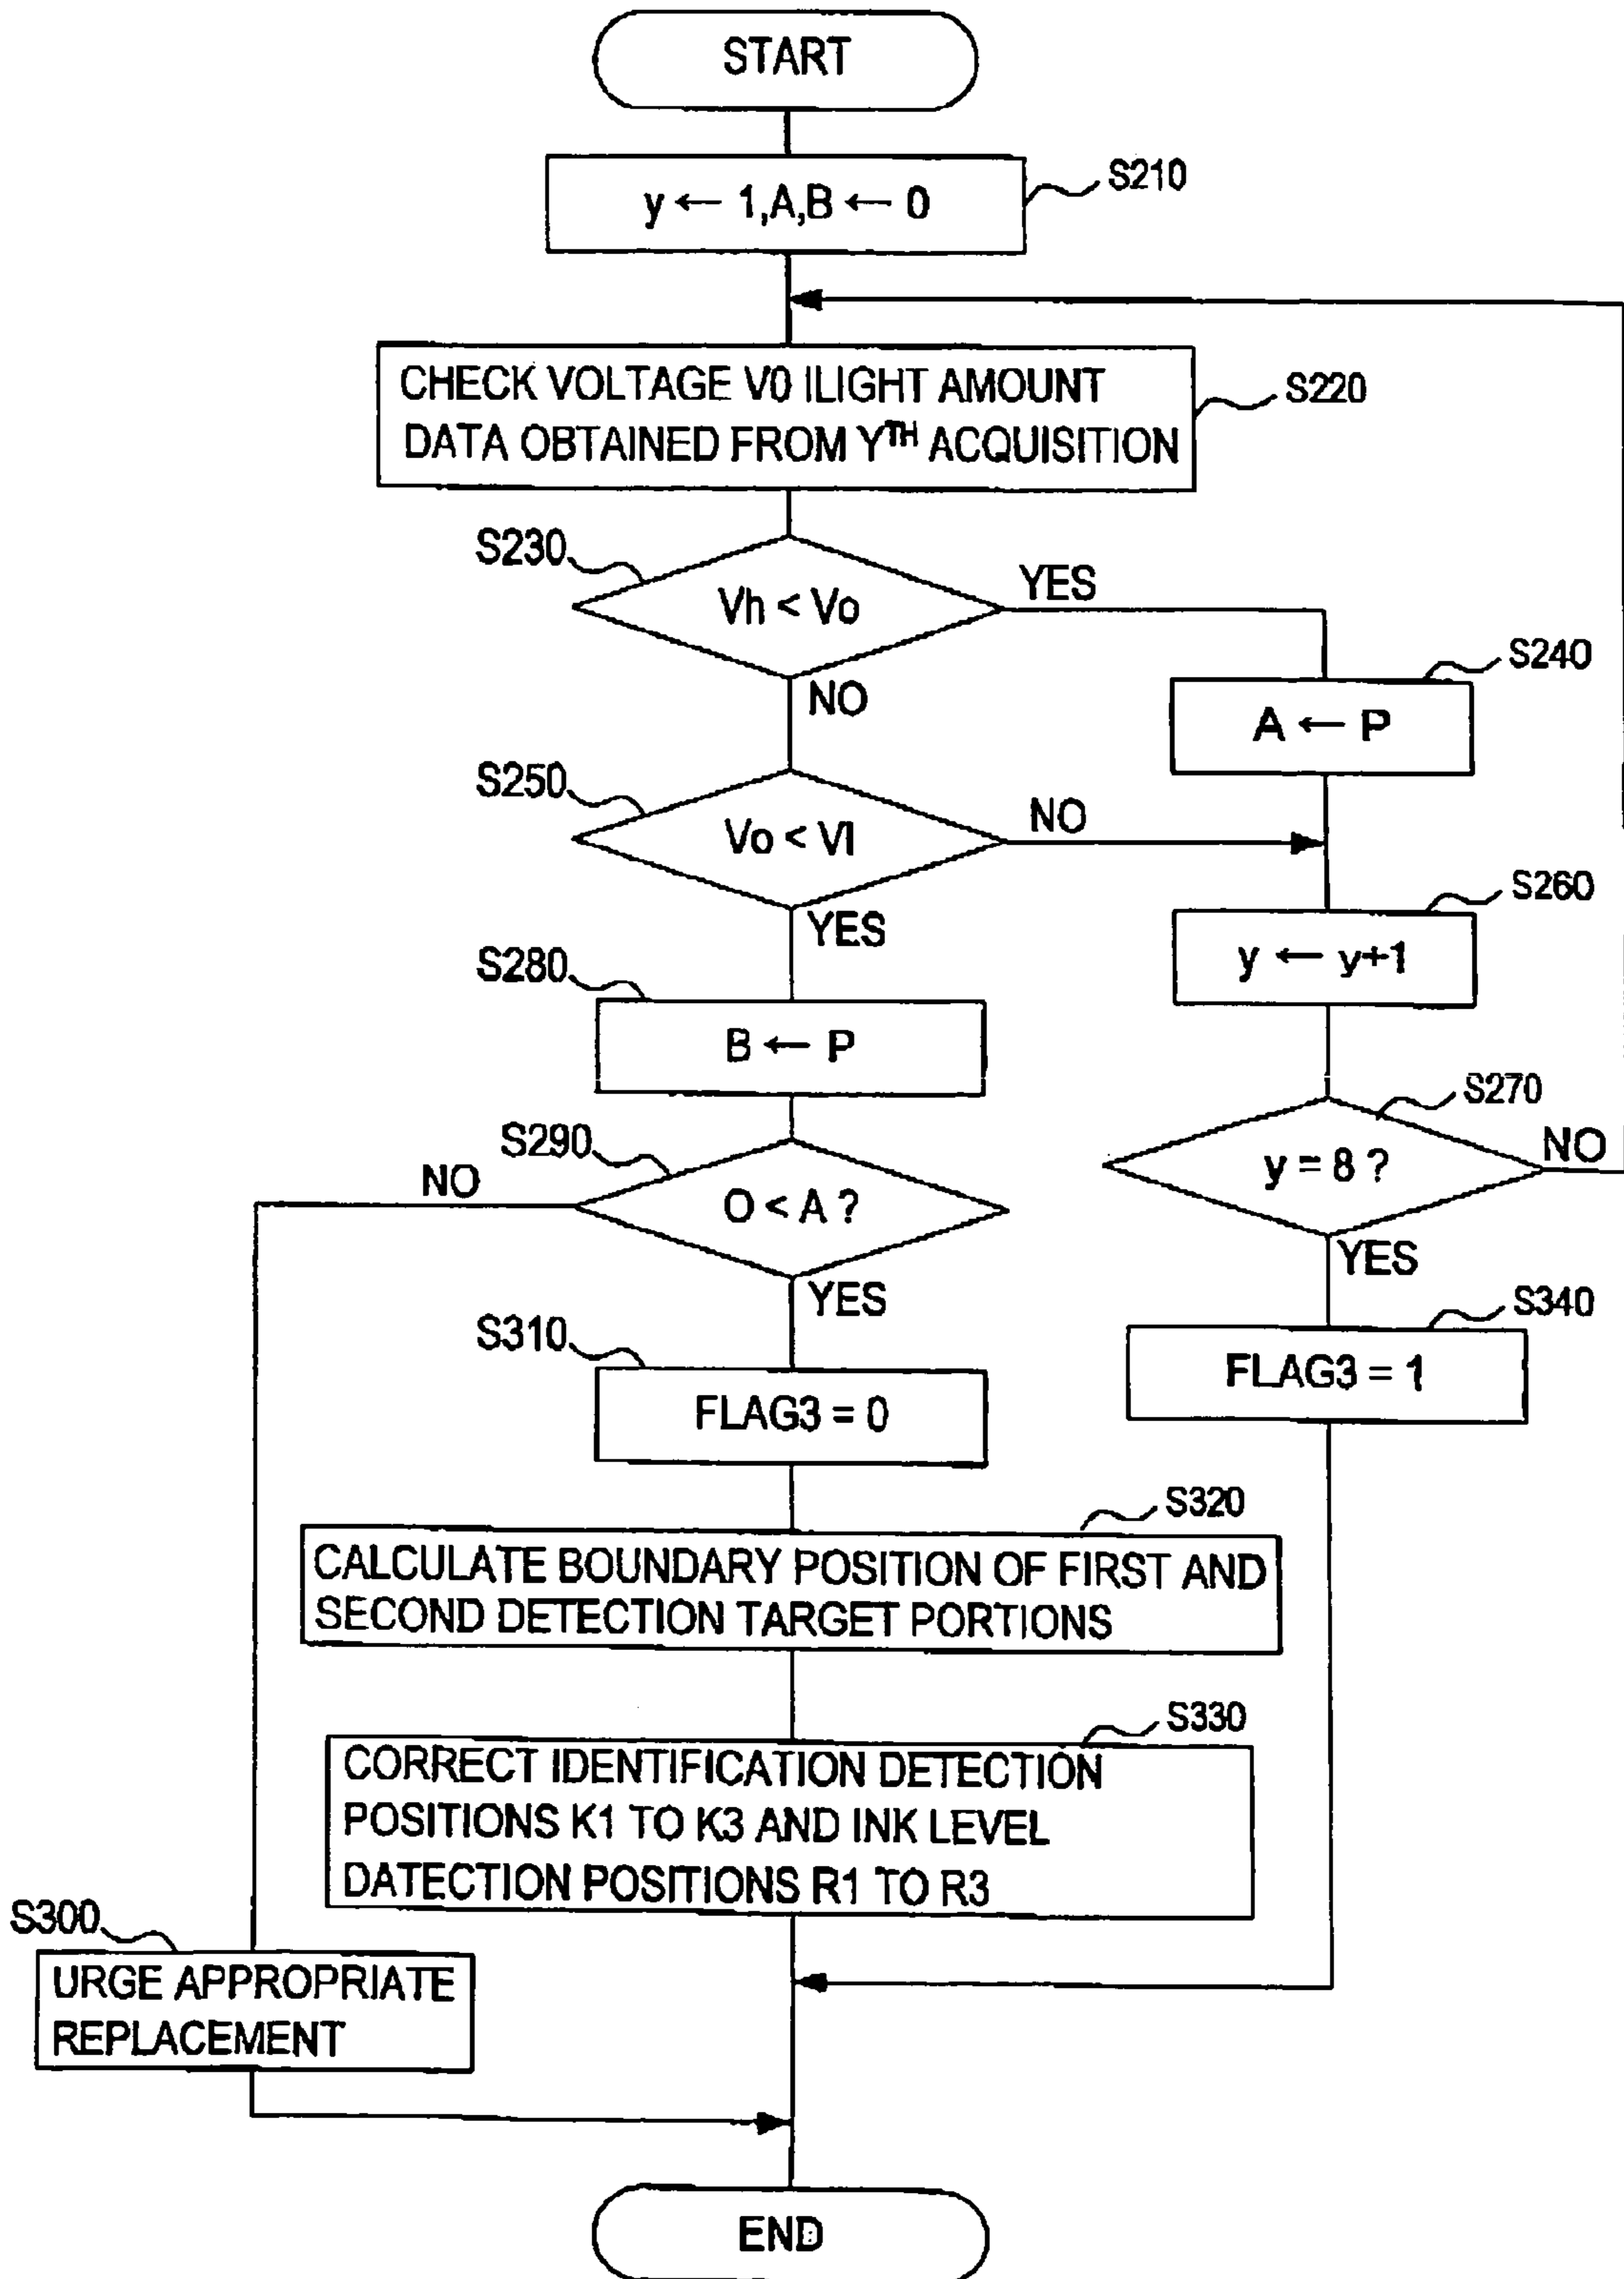 START
S210
y ← 1,A,B ← 0
CHECK VOLTAGE V0 ILIGHT AMOUNT
DATA OBTAINED FROM YTH ACQUISITION
S220
S230
Vh < Vo
YES
NO
S240
A ← P
S250
Vo < Vl
NO
YES
S260
y ← y+1
S280
B ← P
S270
y = 8 ?
NO
YES
S290
O < A ?
NO
YES
S310
FLAG3 = 0
S340
FLAG3 = 1
S320
CALCULATE BOUNDARY POSITION OF FIRST AND
SECOND DETECTION TARGET PORTIONS
S330
CORRECT IDENTIFICATION DETECTION
POSITIONS K1 TO K3 AND INK LEVEL
DATECTION POSITIONS R1 TO R3
S300
URGE APPROPRIATE
REPLACEMENT
END